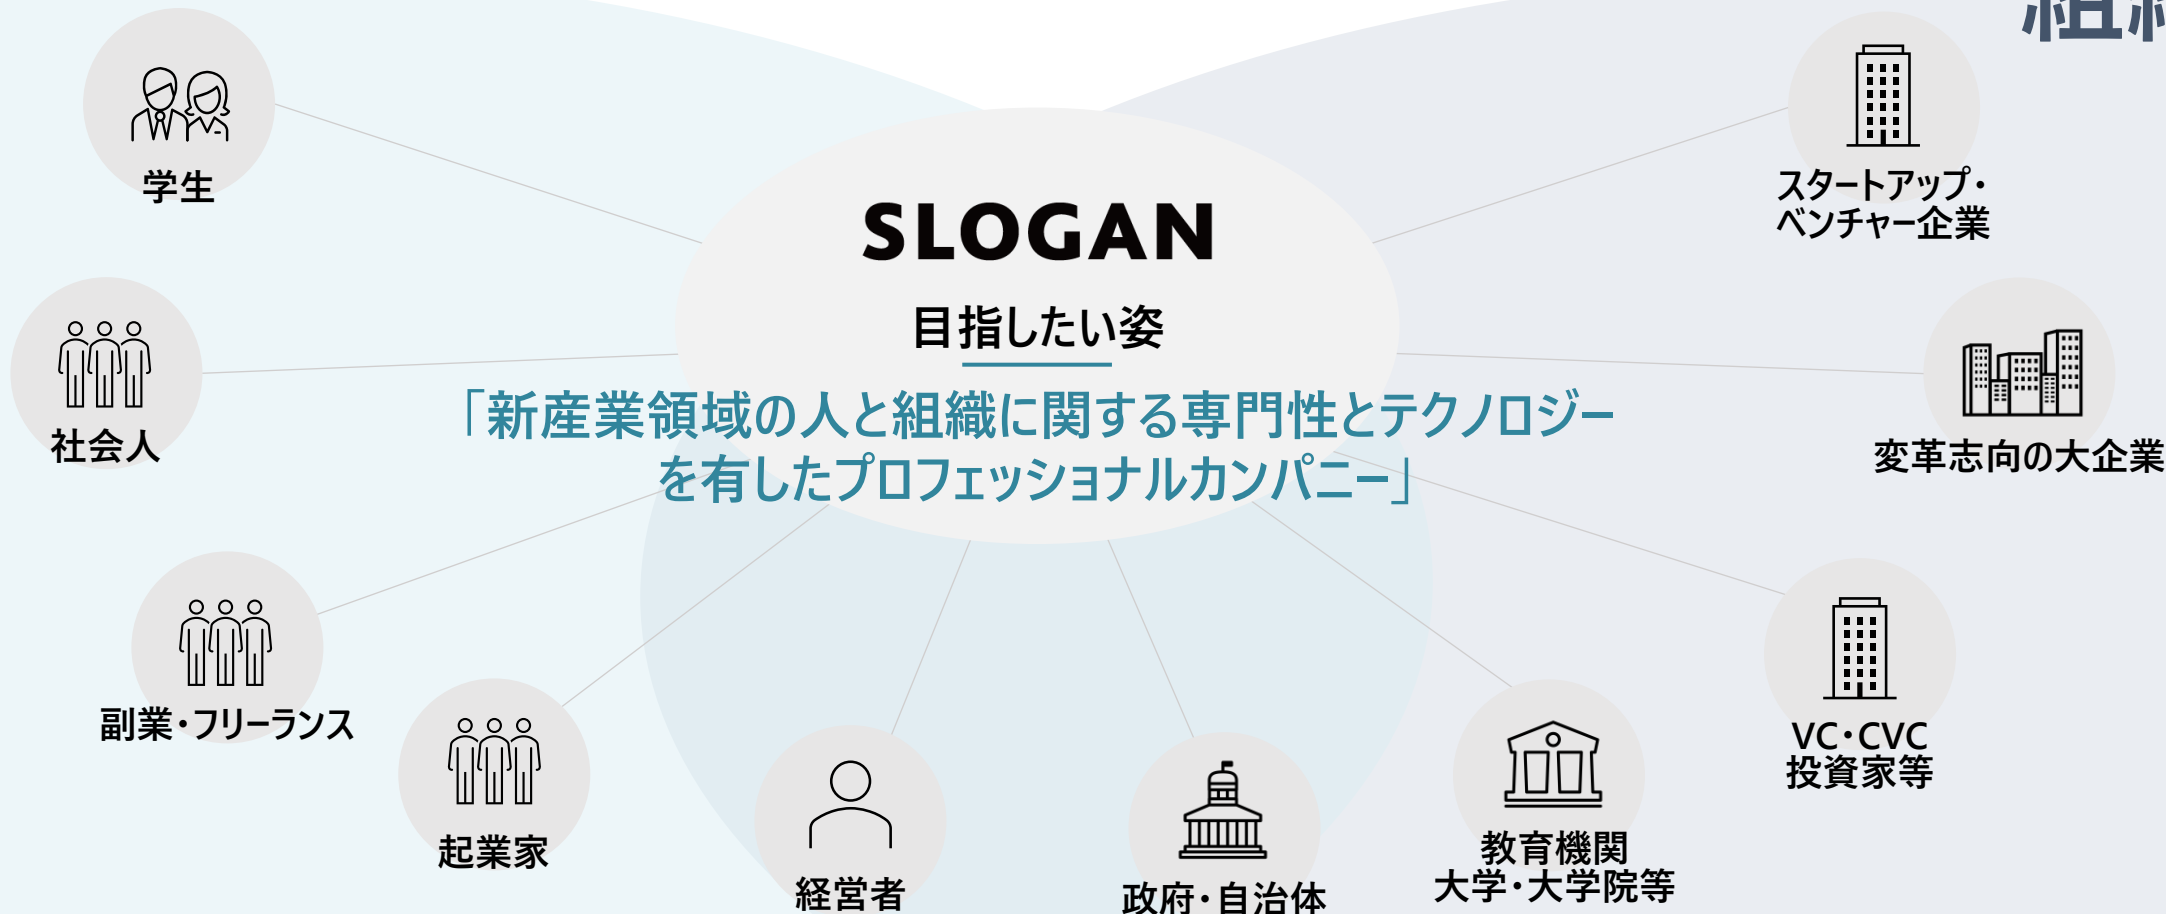 学生
社会人
副業・フリーランス
起業家
経営者
SLOGAN
目指したい姿
「新産業領域の人と組織に関する専門性とテクノロジー
を有したプロフェッショナルカンパニー」
スタートアップ・
ベンチャー企業
変革志向の大企業
VC・CVC
投資家等
教育機関
大学・大学院等
政府・自治体